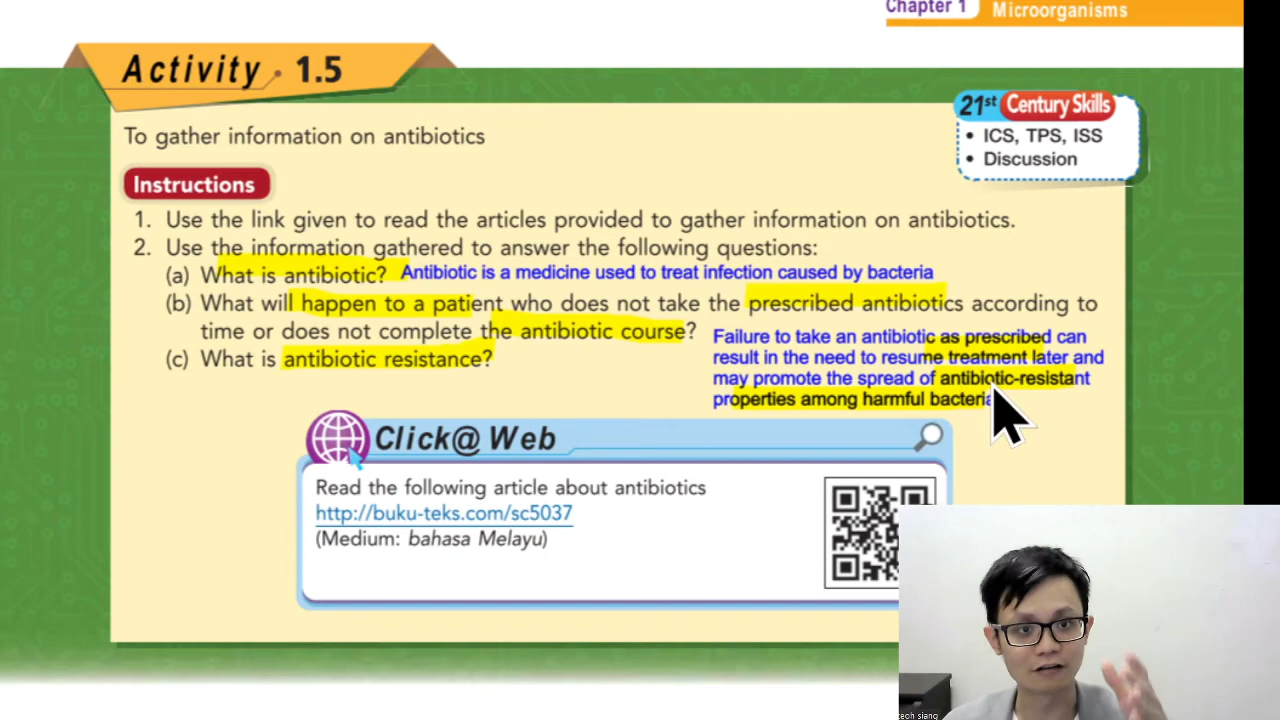 Chapter 1
Microorganisms
Activity 1.5
21st Century Skills
• ICS, TPS, ISS
• Discussion
To gather information on antibiotics
Instructions
1. Use the link given to read the articles provided to gather information on antibiotics.
2. Use the information gathered to answer the following questions:
(a) What is antibiotic? Antibiotic is a medicine used to treat infection caused by bacteria
(b) What will happen to a patient who does not take the prescribed antibiotics according to
time or does not complete the antibiotic course?
(c) What is antibiotic resistance?
Failure to take an antibiotic as prescribed can
result in the need to resume treatment later and
may promote the spread of antibiotic-resistant
properties among harmful bacteria
Click@Web
Read the following article about antibiotics
http://buku-teks.com/sc5037
(Medium: bahasa Melayu)
teoh siang